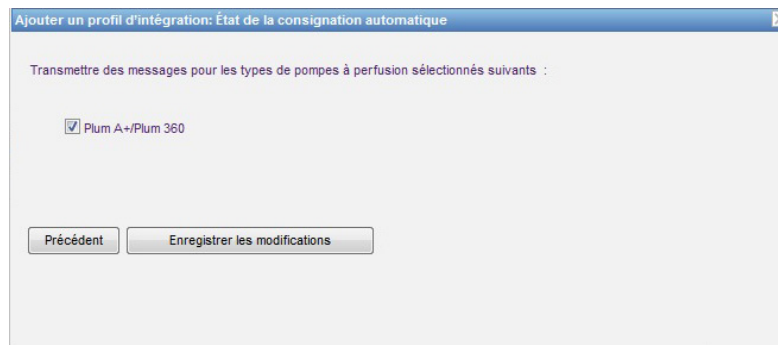 Ajouter un profil d'intégration: État de la consignation automatique
Transmettre des messages pour les types de pompes à perfusion sélectionnés suivants :
Plum A+/Plum 360
Précédent Enregistrer les modifications